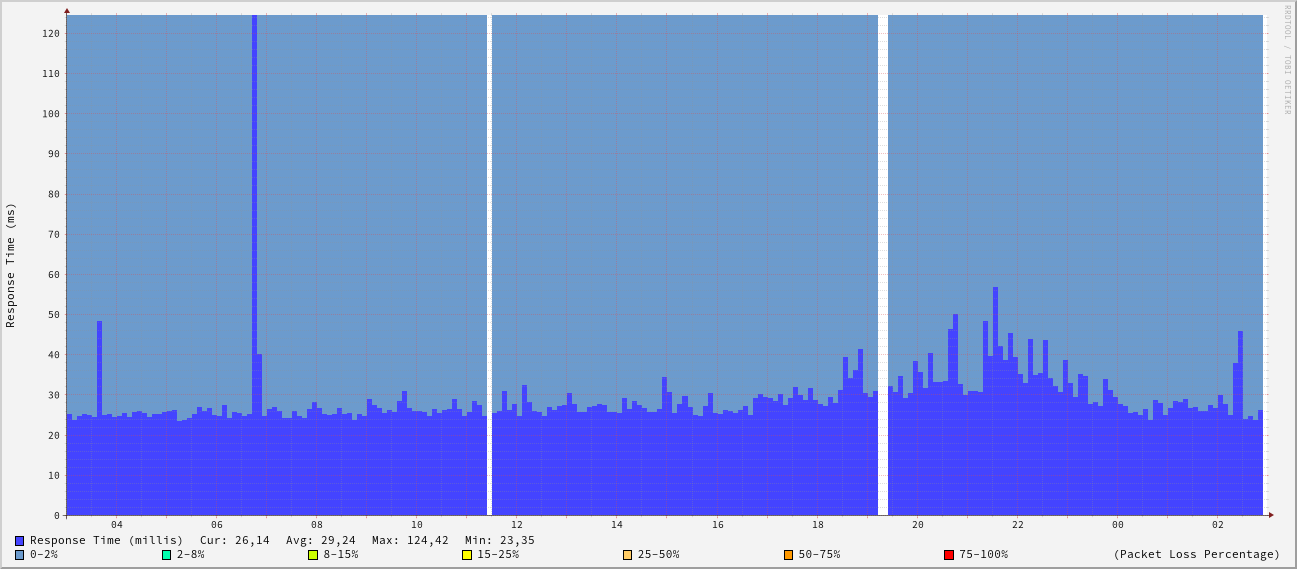 RRDTOOL / TOBI OETIKER
Response Time (ms)
120
110
100
90
80
70
60
50
40
30
20
10
0
04 06 08 10 12 14 16 18 20 22 00 02
Response Time (millis) Cur: 26,14 Avg: 29,24 Max: 124,42 Min: 23,35
0-2% 2-8% 8-15% 15-25% 25-50% 50-75% 75-100% (Packet Loss Percentage)